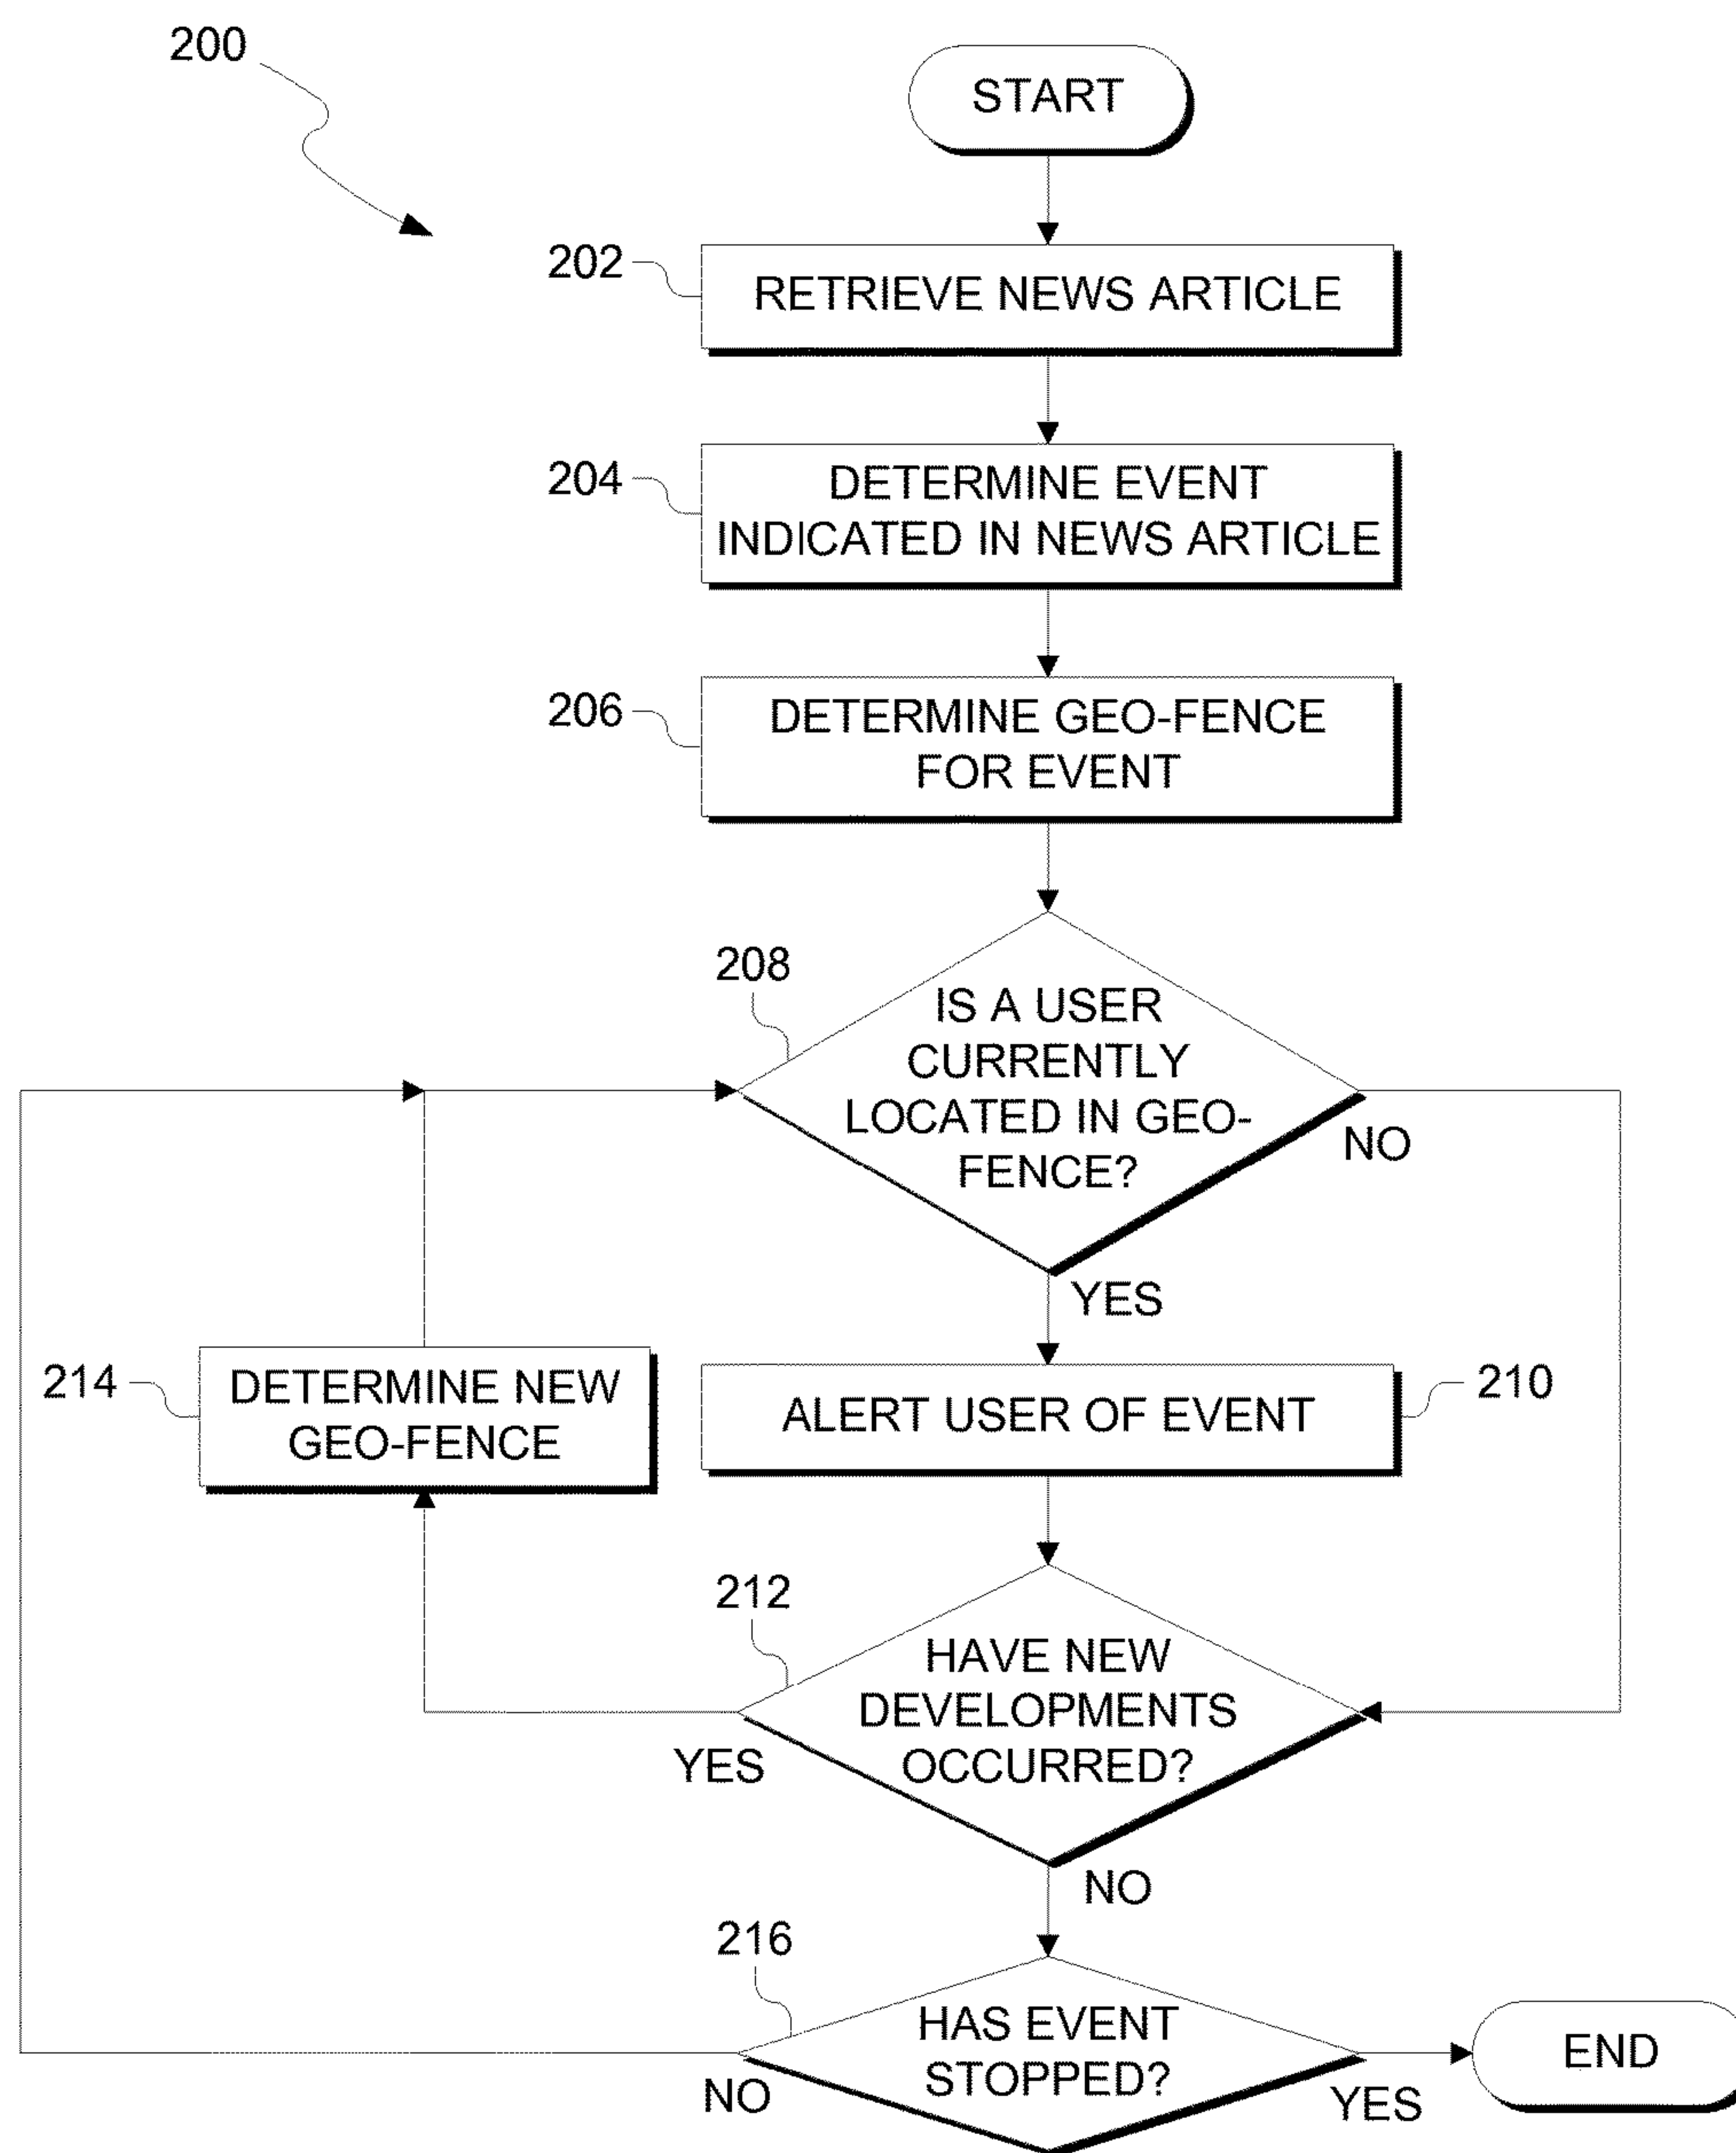 200
START
202
RETRIEVE NEWS ARTICLE
204
DETERMINE EVENT
INDICATED IN NEWS ARTICLE
206
DETERMINE GEO-FENCE
FOR EVENT
208
IS A USER
CURRENTLY
LOCATED IN GEO-
FENCE?
NO
YES
214
DETERMINE NEW
GEO-FENCE
ALERT USER OF EVENT
210
212
HAVE NEW
DEVELOPMENTS
OCCURRED?
YES
NO
216
HAS EVENT
STOPPED?
NO
YES
END